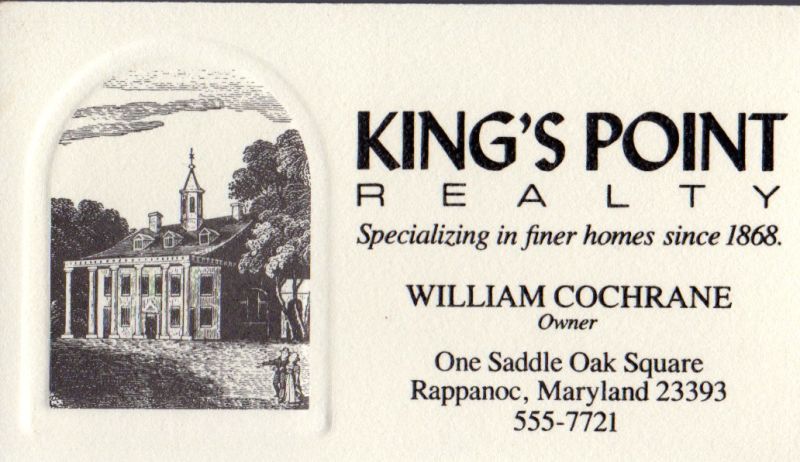 KING'S POINT
REALTY
Specializing in finer homes since 1868.
WILLIAM COCHRANE
Owner
One Saddle Oak Square
Rappanoc, Maryland 23393
555-7721